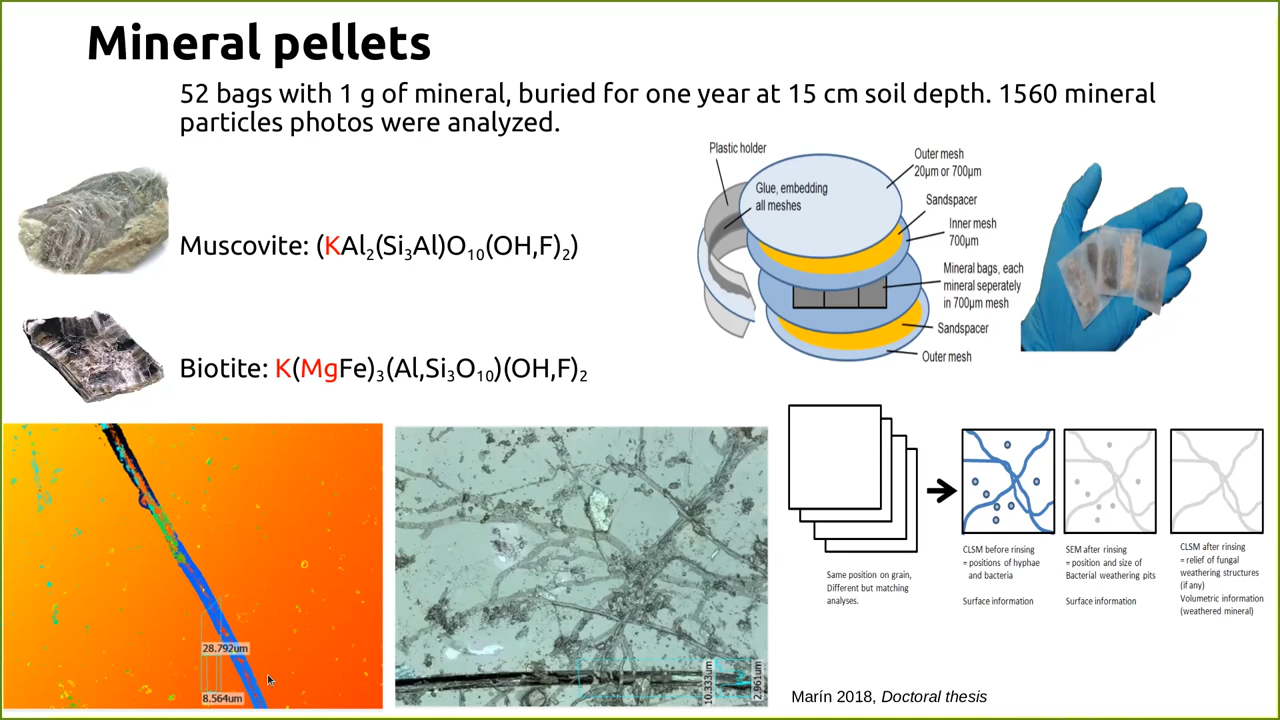 Mineral pellets
52 bags with 1 g of mineral, buried for one year at 15 cm soil depth. 1560 mineral
particles photos were analyzed.
Plastic holder
Glue, embedding
all meshes
Outer mesh
20µm or 700µm
Sandspacer
Inner mesh
700µm
Mineral bags, each
mineral seperately
in 700µm mesh
Sandspacer
Outer mesh
Muscovite: (KAl₂(Si₃Al)O₁₀(OH,F)₂)
Biotite: K(MgFe)₃(Al,Si₃O₁₀)(OH,F)₂
28.792um
8.564um
10.333um
2.961um
Same position on grain,
Different but matching
analyses.
CLSM before rinsing
= positions of hyphae
and bacteria
Surface information
SEM after rinsing
= position and size of
Bacterial weathering pits
Surface information
CLSM after rinsing
= relief of fungal
weathering structures
(if any)
Volumetric information
(weathered mineral)
Marín 2018, Doctoral thesis